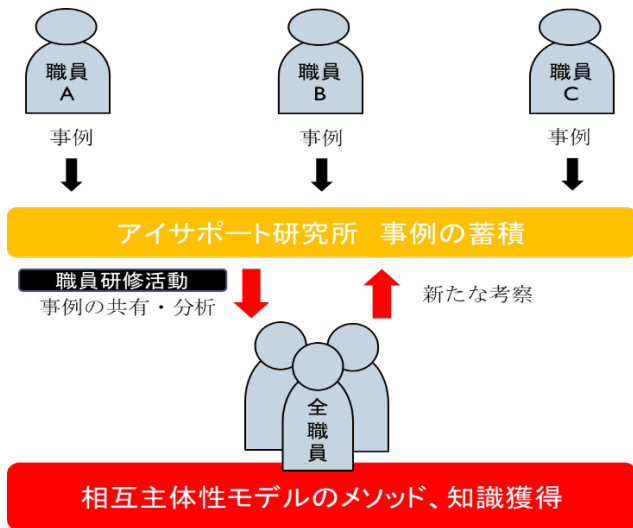 職員
A
職員
B
職員
C
事例
事例
事例
アイサポート研究所 事例の蓄積
職員研修活動
事例の共有・分析
新たな考察
全
職
員
相互主体性モデルのメソッド、知識獲得